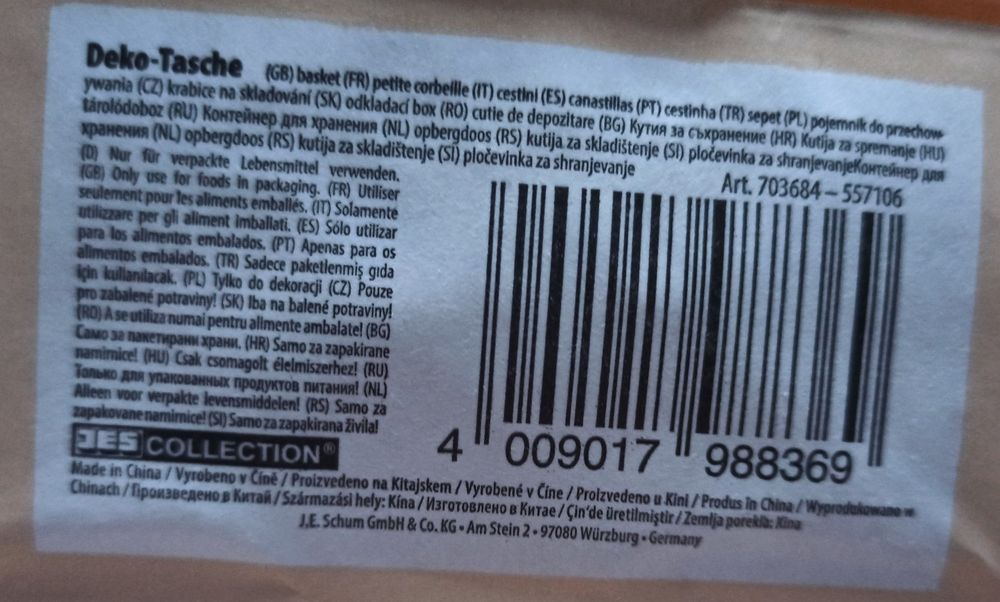 Deko-Tasche (GB) basket (FR) petite corbeille (IT) cestini (ES) canastillas (PT) cestinha (TR) sepet (PL) pojemnik do przechow-
ywania (CZ) krabice na skladování (SK) odkladací box (RO) cutie de depozitare (BG) Кутия за съхранение (HR) Kutija za spremanje (HU)
tárolódoboz (RU) Контейнер для хранения (NL) opbergdoos (RS) kutija za skladištenje (SI) pločevinka za shranjevanjeКонтейнер для
хранения (NL) opbergdoos (RS) kutija za skladištenje (SI) pločevinka za shranjevanje
Art. 703684 – 557106
(D) Nur für verpackte Lebensmittel verwenden.
(GB) Only use for foods in packaging. (FR) Utiliser
seulement pour les aliments emballés. (IT) Solamente
utilizzare per gli aliment imballati. (ES) Sólo utilizar
para los alimentos embalados. (PT) Apenas para os
alimentos embalados. (TR) Sadece paketlenmiş gıda
için kullanılacak. (PL) Tylko do dekoracji (CZ) Pouze
pro zabalené potraviny! (SK) Iba na balené potraviny!
(RO) A se utiliza numai pentru alimente ambalate! (BG)
Само за пакетирани храни. (HR) Samo za zapakirane
namirnice! (HU) Csak csomagolt élelmiszerhez! (RU)
Только для упакованных продуктов питания! (NL)
Alleen voor verpakte levensmiddelen! (RS) Samo za
zapakovane namirnice! (SI) Samo za zapakirana živila!
JES COLLECTION®
4 009017 988369
Made in China / Vyrobeno v Číně / Proizvedeno na Kitajskem / Vyrobené v Číne / Proizvedeno u Kini / Produs în China / Wyprodukowano w
Chinach / Произведено в Китай / Származási hely: Kína / Изготовлено в Китае / Çin'de üretilmiştir / Zemlja porekla: Kina
J.E. Schum GmbH & Co. KG • Am Stein 2 • 97080 Würzburg • Germany